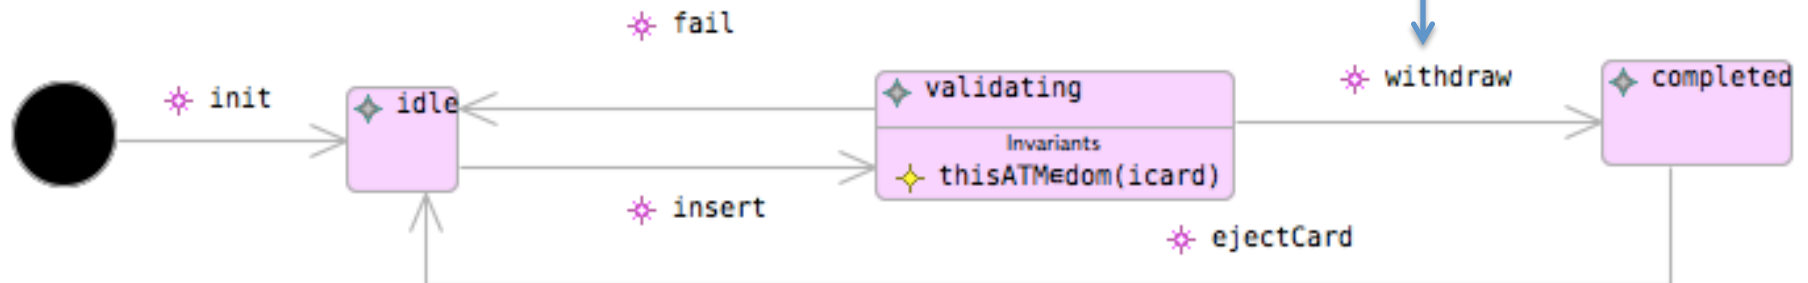 fail
init
idle
validating
withdraw
completed
Invariants
thisATM∈dom(icard)
insert
ejectCard